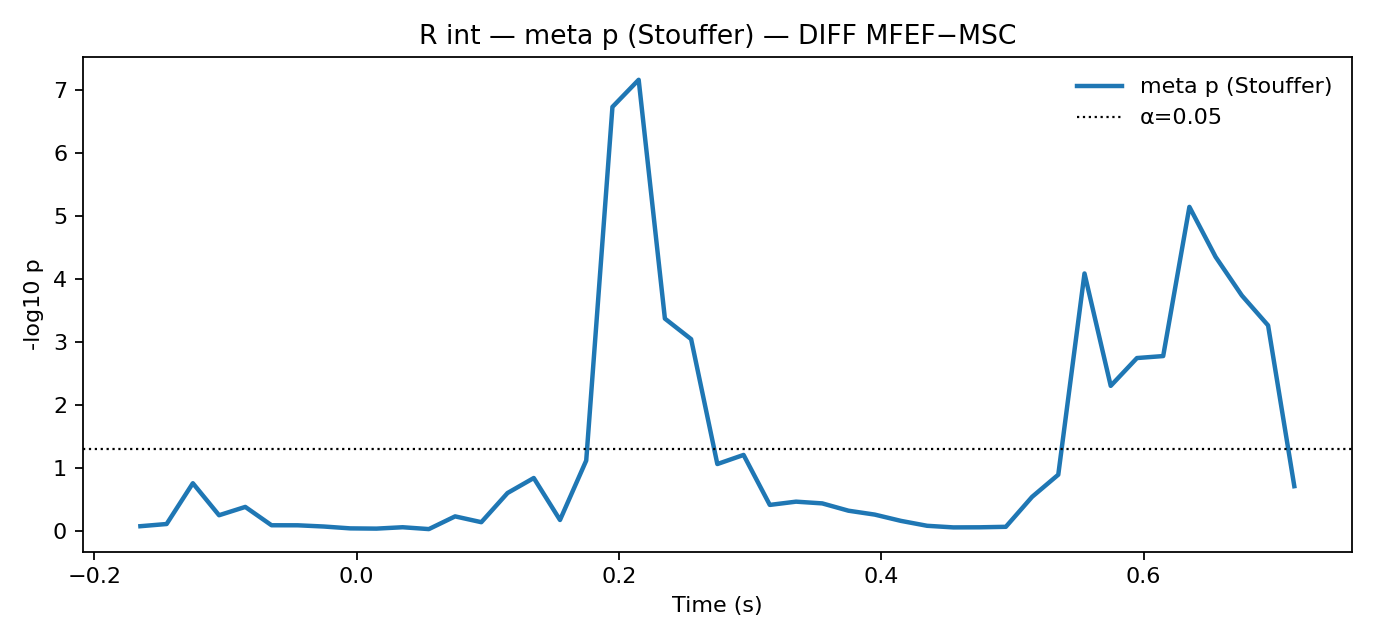 R int — meta p (Stouffer) — DIFF MFEF−MSC
meta p (Stouffer)
α=0.05
-log10 p
7
6
5
4
3
2
1
0
−0.2
0.0
0.2
0.4
0.6
Time (s)